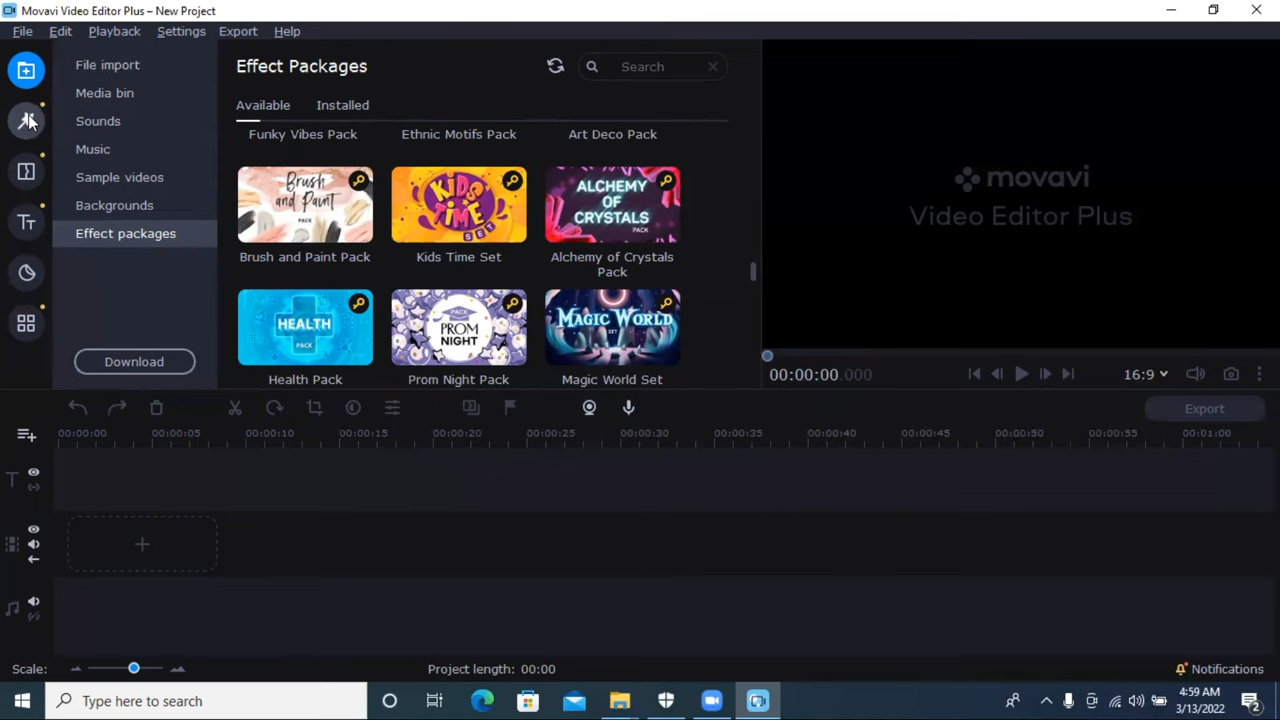 Movavi Video Editor Plus – New Project
File Edit Playback Settings Export Help
File import
Media bin
Sounds
Music
Sample videos
Backgrounds
Effect packages
Download
Effect Packages
Search
Available Installed
Funky Vibes Pack Ethnic Motifs Pack Art Deco Pack
Brush and Paint PACK
KIDS TIME SET
ALCHEMY OF CRYSTALS PACK
Brush and Paint Pack Kids Time Set Alchemy of Crystals Pack
HEALTH PACK
PACK PROM NIGHT
MAGIC WORLD SET
Health Pack Prom Night Pack Magic World Set
movavi
Video Editor Plus
00:00:00.000
16:9
Export
00:00:00 00:00:05 00:00:10 00:00:15 00:00:20 00:00:25 00:00:30 00:00:35 00:00:40 00:00:45 00:00:50 00:00:55 00:01:00
Scale:
Project length: 00:00
Notifications
Type here to search
4:59 AM
3/13/2022
2